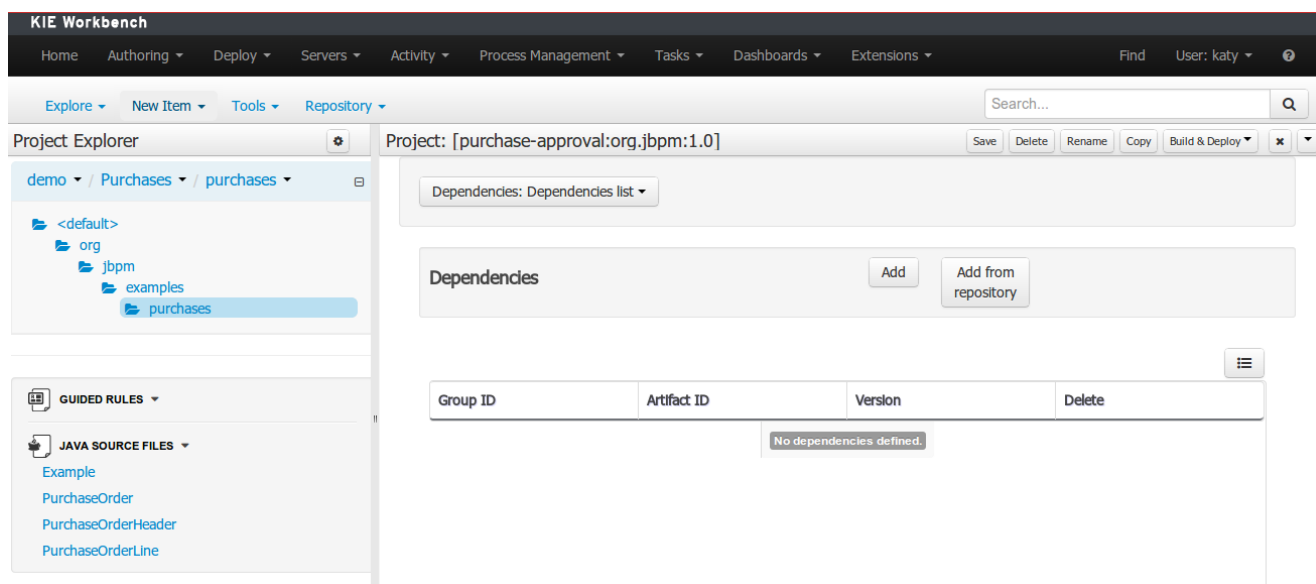 KIE Workbench
Home Authoring Deploy Servers Activity Process Management Tasks Dashboards Extensions Find User: katy ?
Explore New Item Tools Repository Search...
Project Explorer
Project: [purchase-approval:org.jbpm:1.0] Save Delete Rename Copy Build & Deploy
demo / Purchases / purchases
<default>
org
jbpm
examples
purchases
GUIDED RULES
JAVA SOURCE FILES
Example
PurchaseOrder
PurchaseOrderHeader
PurchaseOrderLine
Dependencies: Dependencies list
Dependencies Add Add from
repository
Group ID Artifact ID Version Delete
No dependencies defined.